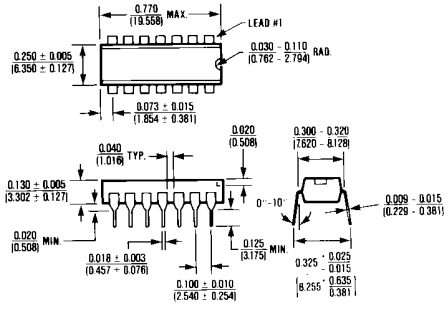 0.770
(19.558) MAX.
LEAD #1
0.250 ± 0.005
(6.350 ± 0.127)
0.030 - 0.110
(0.762 - 2.794) RAD.
0.073 ± 0.015
(1.854 ± 0.381)
0.040
(1.016) TYP.
0.020
(0.508)
0.300 - 0.320
(7.620 - 8.128)
0.130 ± 0.005
(3.302 ± 0.127)
0°-10°
0.009 - 0.015
(0.229 - 0.381)
0.020
(0.508) MIN.
0.018 ± 0.003
(0.457 ± 0.076)
0.125
(3.175) MIN.
0.100 ± 0.010
(2.540 ± 0.254)
0.325 + 0.025
- 0.015
(8.255 + 0.635
0.381)